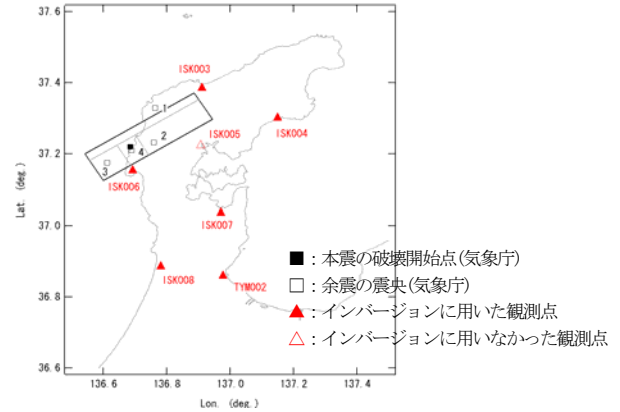 37.6
ISK003
37.4
1
ISK004
2
ISK005
4
37.2
3
ISK006
Lat. (deg.)
ISK007
37.0
■：本震の破壊開始点(気象庁)
ISK008
TYM002
□：余震の震央(気象庁)
36.8
▲：インバージョンに用いた観測点
△：インバージョンに用いなかった観測点
36.6
136.6 136.8 137.0 137.2 137.4
Lon. (deg.)